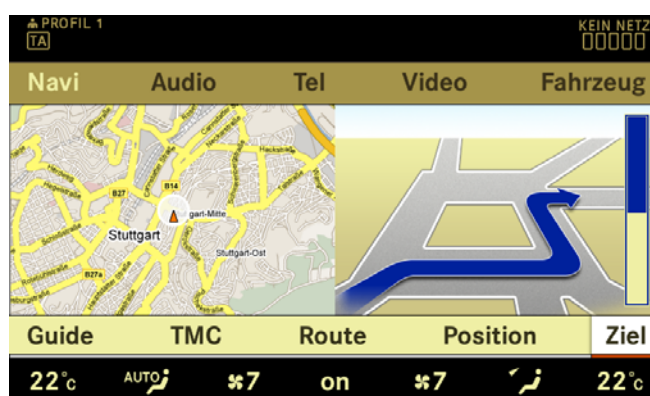 PROFIL 1
KEIN NETZ
TA
Navi Audio Tel Video Fahrzeug
Hackstraße
B27
B14
gart-Mitte
Stuttgart
Stuttgart-Ost
B27a
Guide TMC Route Position Ziel
22°c AUTO 7 on 7 22°c